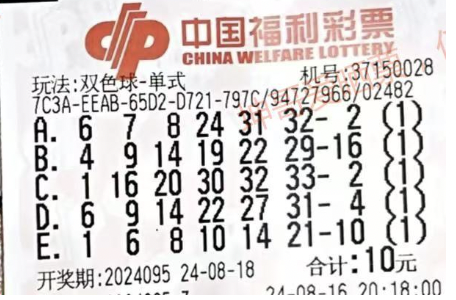 中国福利彩票
CHINA WELFARE LOTTERY
玩法:双色球-单式 机号:37150028
7C3A-EEAB-65D2-D721-797C/94727966/02482
A. 6 7 8 24 31 32- 2 (1)
B. 4 9 14 19 22 29-16 (1)
C. 1 16 20 30 32 33- 2 (1)
D. 6 9 14 22 27 31- 4 (1)
E. 1 6 8 10 14 21-10 (1)
开奖期:2024095 24-08-18 合计:10元
24-08-16 20:18:00